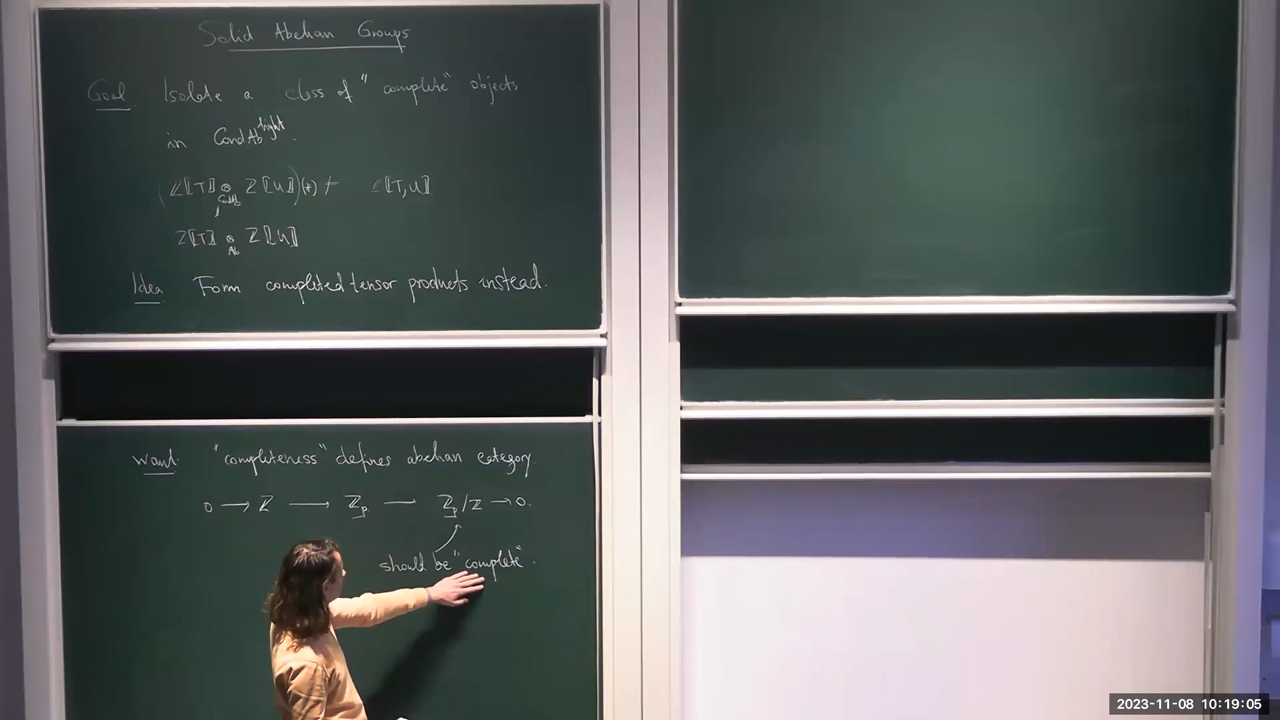 Solid Abelian Groups
Goal Isolate a class of "complete" objects
in CondAb^light.
(ℤ⟦T⟧ ⊗_CondAb ℤ⟦U⟧)(*) ≠ ℤ⟦T,U⟧
ℤ⟦T⟧ ⊗_Ab ℤ⟦U⟧
Idea Form completed tensor products instead.
Want "completeness" defines abelian category.
0 → ℤ → ℤ_p → ℤ_p/ℤ → 0.
should be "complete".
2023-11-08 10:19:05